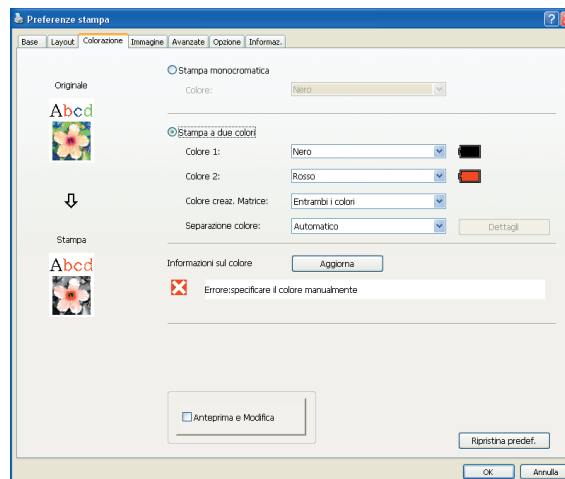 Preferenze stampa
Base Layout Colorazione Immagine Avanzate Opzione Informaz.
Originale
Abcd
Stampa
Abcd
Stampa monocromatica
Colore: Nero
Stampa a due colori
Colore 1: Nero
Colore 2: Rosso
Colore creaz. Matrice: Entrambi i colori
Separazione colore: Automatico Dettagli
Informazioni sul colore Aggiorna
Errore:specificare il colore manualmente
Anteprima e Modifica
Ripristina predef.
OK Annulla